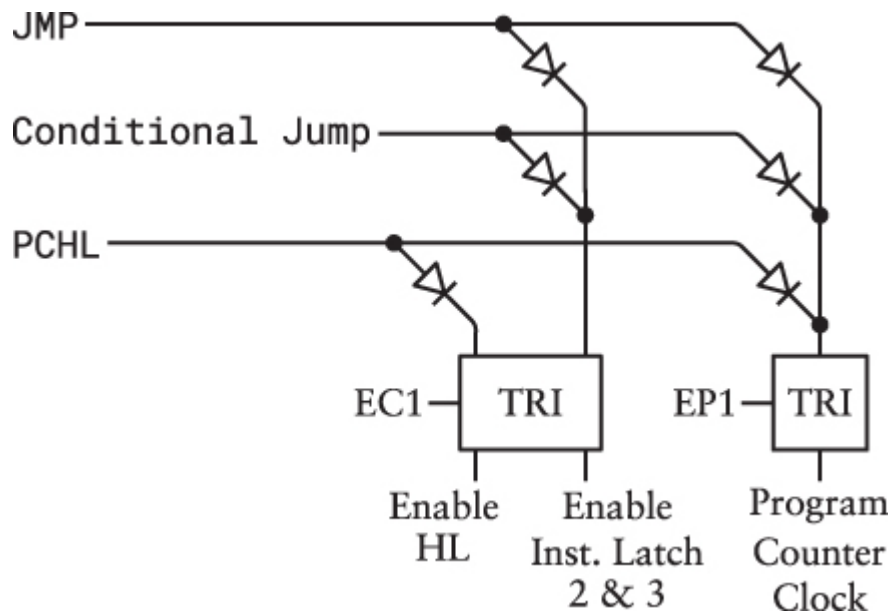 JMP
Conditional Jump
PCHL
EC1
TRI
EP1
TRI
Enable
HL
Enable
Inst. Latch
2 & 3
Program
Counter
Clock